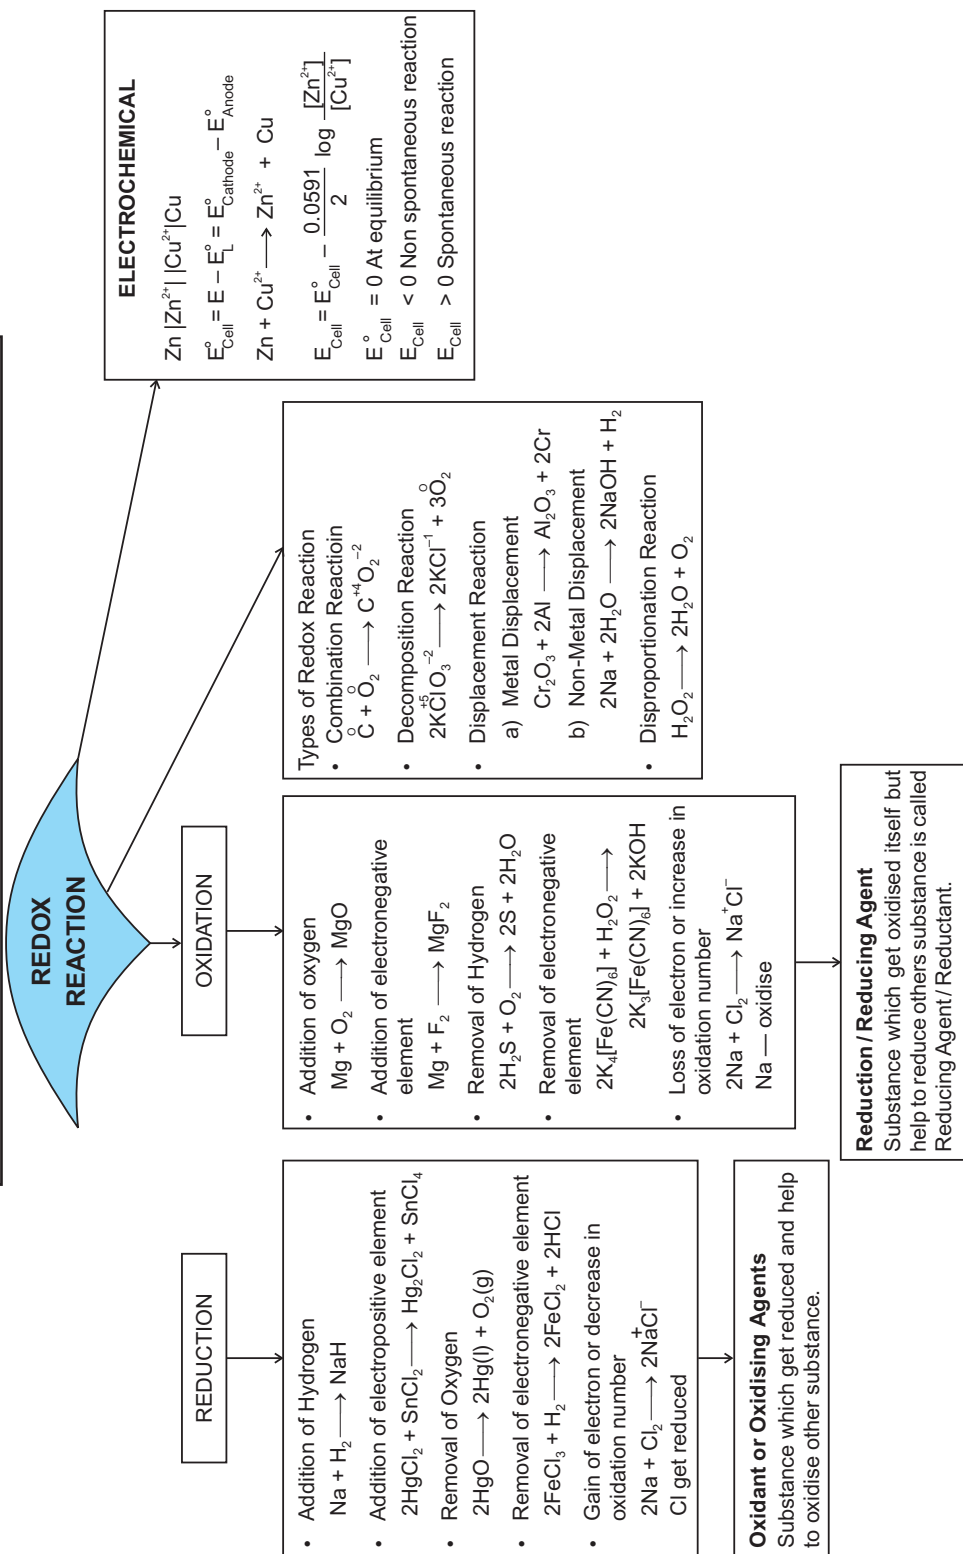 REDOX
REACTION
REDUCTION
• Addition of Hydrogen
Na + H₂ ⟶ NaH
• Addition of electropositive element
2HgCl₂ + SnCl₂ ⟶ Hg₂Cl₂ + SnCl₄
• Removal of Oxygen
2HgO ⟶ 2Hg(l) + O₂(g)
• Removal of electronegative element
2FeCl₃ + H₂ ⟶ 2FeCl₂ + 2HCl
• Gain of electron or decrease in
oxidation number
2Na + Cl₂ ⟶ 2Na⁺Cl⁻
Cl get reduced
Oxidant or Oxidising Agents
Substance which get reduced and help
to oxidise other substance.
OXIDATION
• Addition of oxygen
Mg + O₂ ⟶ MgO
• Addition of electronegative
element
Mg + F₂ ⟶ MgF₂
• Removal of Hydrogen
2H₂S + O₂ ⟶ 2S + 2H₂O
• Removal of electronegative
element
2K₄[Fe(CN)₆] + H₂O₂ ⟶
2K₃[Fe(CN)₆] + 2KOH
• Loss of electron or increase in
oxidation number
2Na + Cl₂ ⟶ Na⁺Cl⁻
Na — oxidise
Reduction / Reducing Agent
Substance which get oxidised itself but
help to reduce others substance is called
Reducing Agent / Reductant.
Types of Redox Reaction
• Combination Reactioin
C⁰ + O₂⁰ ⟶ C⁺⁴O₂⁻²
• Decomposition Reaction
2KCl⁺⁵O₃⁻² ⟶ 2KCl⁻¹ + 3O₂⁰
• Displacement Reaction
a) Metal Displacement
Cr₂O₃ + 2Al ⟶ Al₂O₃ + 2Cr
b) Non-Metal Displacement
2Na + 2H₂O ⟶ 2NaOH + H₂
• Disproportionation Reaction
H₂O₂ ⟶ 2H₂O + O₂
ELECTROCHEMICAL
Zn |Zn²⁺| |Cu²⁺|Cu
E°Cell = E – E°L = E°Cathode – E°Anode
Zn + Cu²⁺ ⟶ Zn²⁺ + Cu
ECell = E°Cell – 0.0591/2 log [Zn²⁺]/[Cu²⁺]
E°Cell = 0 At equilibrium
ECell < 0 Non spontaneous reaction
ECell > 0 Spontaneous reaction